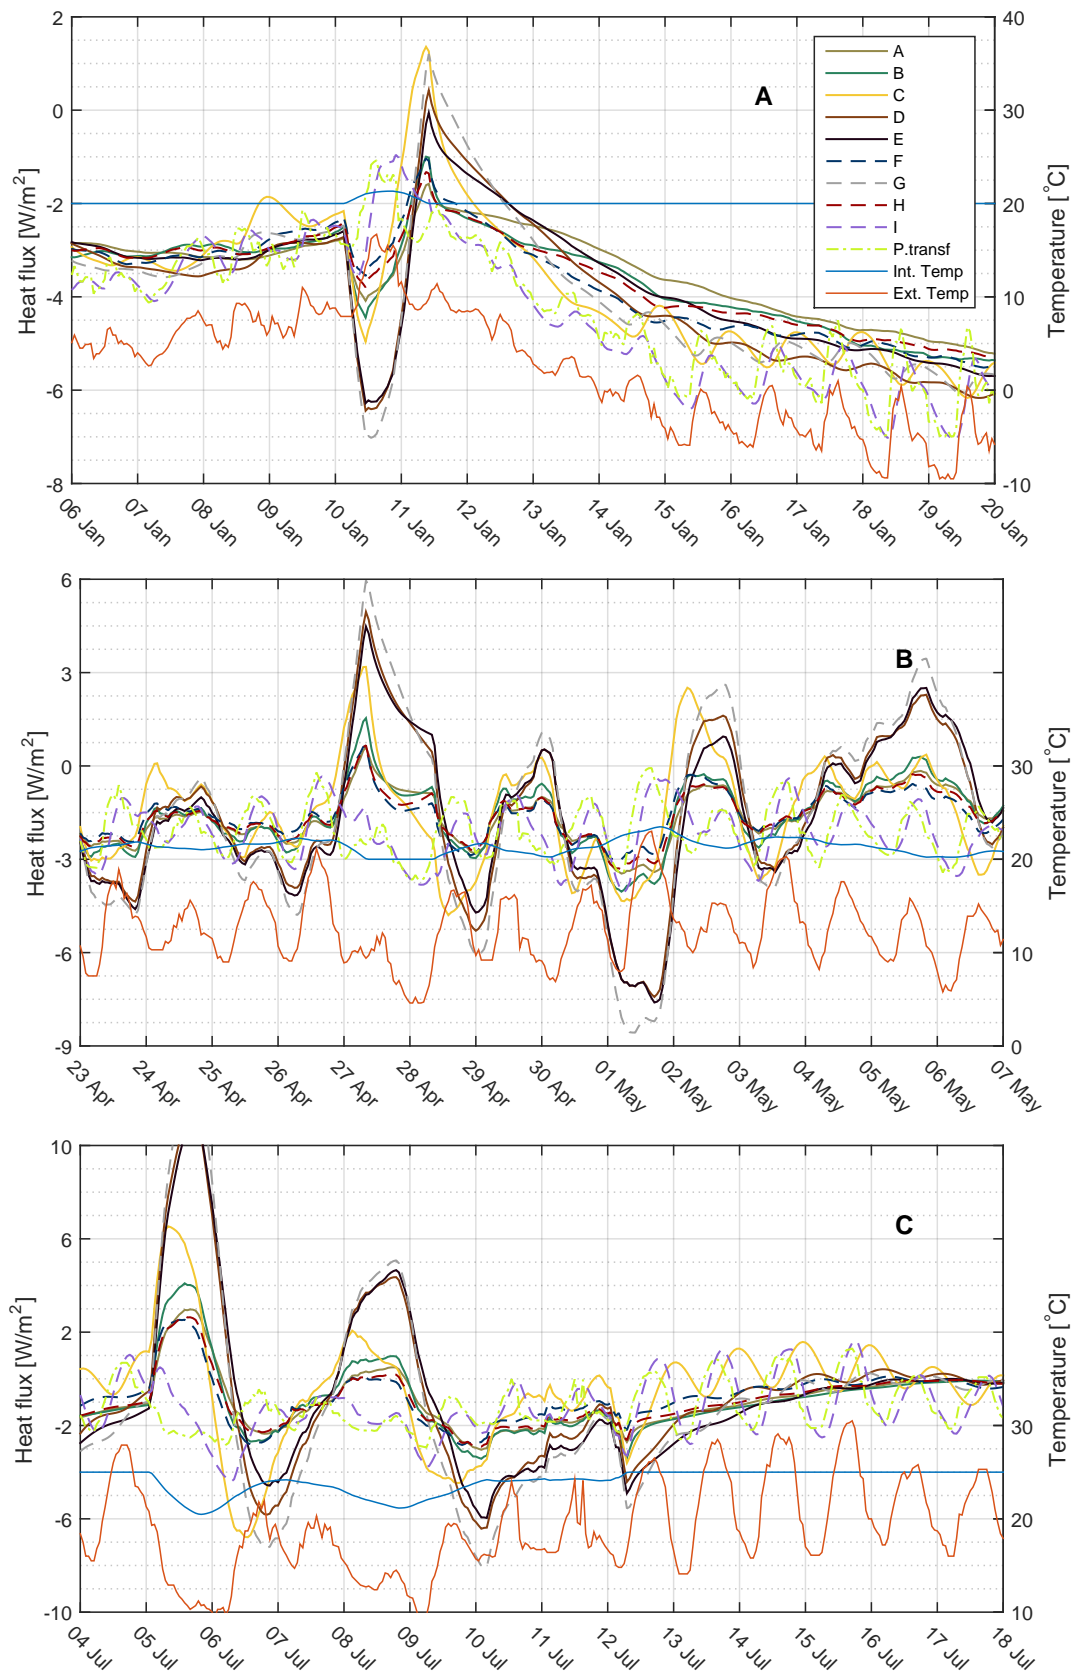 2
0
-2
-4
-6
-8
Heat flux [W/m2]
40
30
20
10
0
-10
Temperature [°C]
A
A
B
C
D
E
F
G
H
I
P.transf
Int. Temp
Ext. Temp
06 Jan
07 Jan
08 Jan
09 Jan
10 Jan
11 Jan
12 Jan
13 Jan
14 Jan
15 Jan
16 Jan
17 Jan
18 Jan
19 Jan
20 Jan
6
3
0
-3
-6
-9
Heat flux [W/m2]
30
20
10
0
Temperature [°C]
B
23 Apr
24 Apr
25 Apr
26 Apr
27 Apr
28 Apr
29 Apr
30 Apr
01 May
02 May
03 May
04 May
05 May
06 May
07 May
10
6
2
-2
-6
-10
Heat flux [W/m2]
30
20
10
Temperature [°C]
C
04 Jul
05 Jul
06 Jul
07 Jul
08 Jul
09 Jul
10 Jul
11 Jul
12 Jul
13 Jul
14 Jul
15 Jul
16 Jul
17 Jul
18 Jul